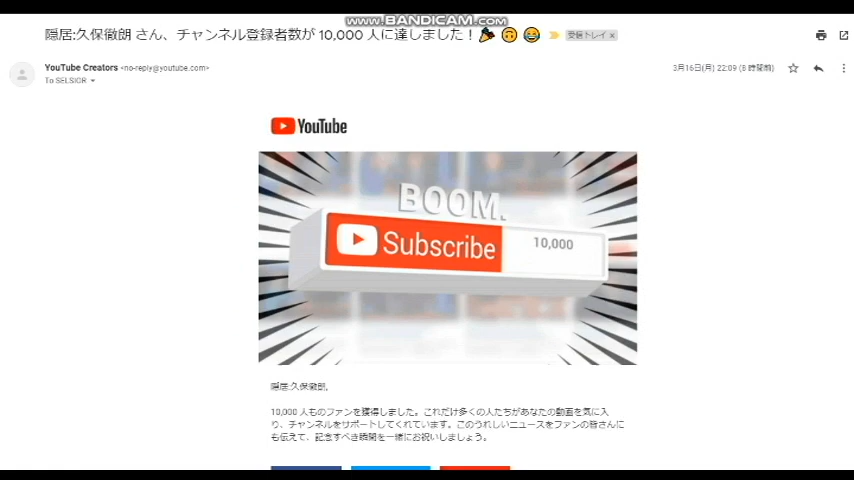 www.BANDICAM.com
隠居:久保徹朗 さん、チャンネル登録者数が 10,000 人に達しました！🎉 🙃 😂
受信トレイ ×
YouTube Creators <no-reply@youtube.com>
3月16日(月) 22:09 (8 時間前)
To SELSIOR
YouTube
BOOM.
Subscribe
10,000
隠居:久保徹朗,
10,000 人ものファンを獲得しました。これだけ多くの人たちがあなたの動画を気に入
り、チャンネルをサポートしてくれています。このうれしいニュースをファンの皆さんに
も伝えて、記念すべき瞬間を一緒にお祝いしましょう。